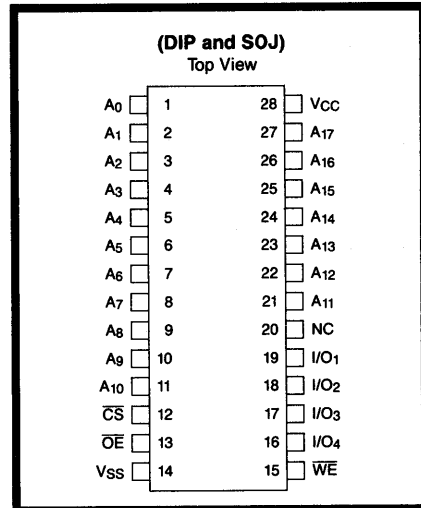 (DIP and SOJ)
Top View
A0 1 28 VCC
A1 2 27 A17
A2 3 26 A16
A3 4 25 A15
A4 5 24 A14
A5 6 23 A13
A6 7 22 A12
A7 8 21 A11
A8 9 20 NC
A9 10 19 I/O1
A10 11 18 I/O2
C̅S̅ 12 17 I/O3
O̅E̅ 13 16 I/O4
VSS 14 15 W̅E̅